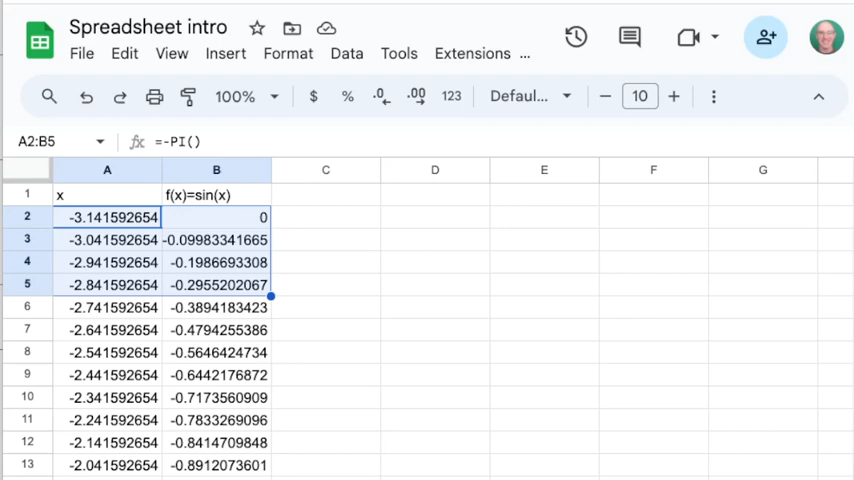 Spreadsheet intro
File Edit View Insert Format Data Tools Extensions ...
100% $ % .0 .00 123 Defaul... − 10 +
A2:B5 fx =-PI()
A B C D E F G
1 x f(x)=sin(x)
2 -3.141592654 0
3 -3.041592654 -0.09983341665
4 -2.941592654 -0.1986693308
5 -2.841592654 -0.2955202067
6 -2.741592654 -0.3894183423
7 -2.641592654 -0.4794255386
8 -2.541592654 -0.5646424734
9 -2.441592654 -0.6442176872
10 -2.341592654 -0.7173560909
11 -2.241592654 -0.7833269096
12 -2.141592654 -0.8414709848
13 -2.041592654 -0.8912073601